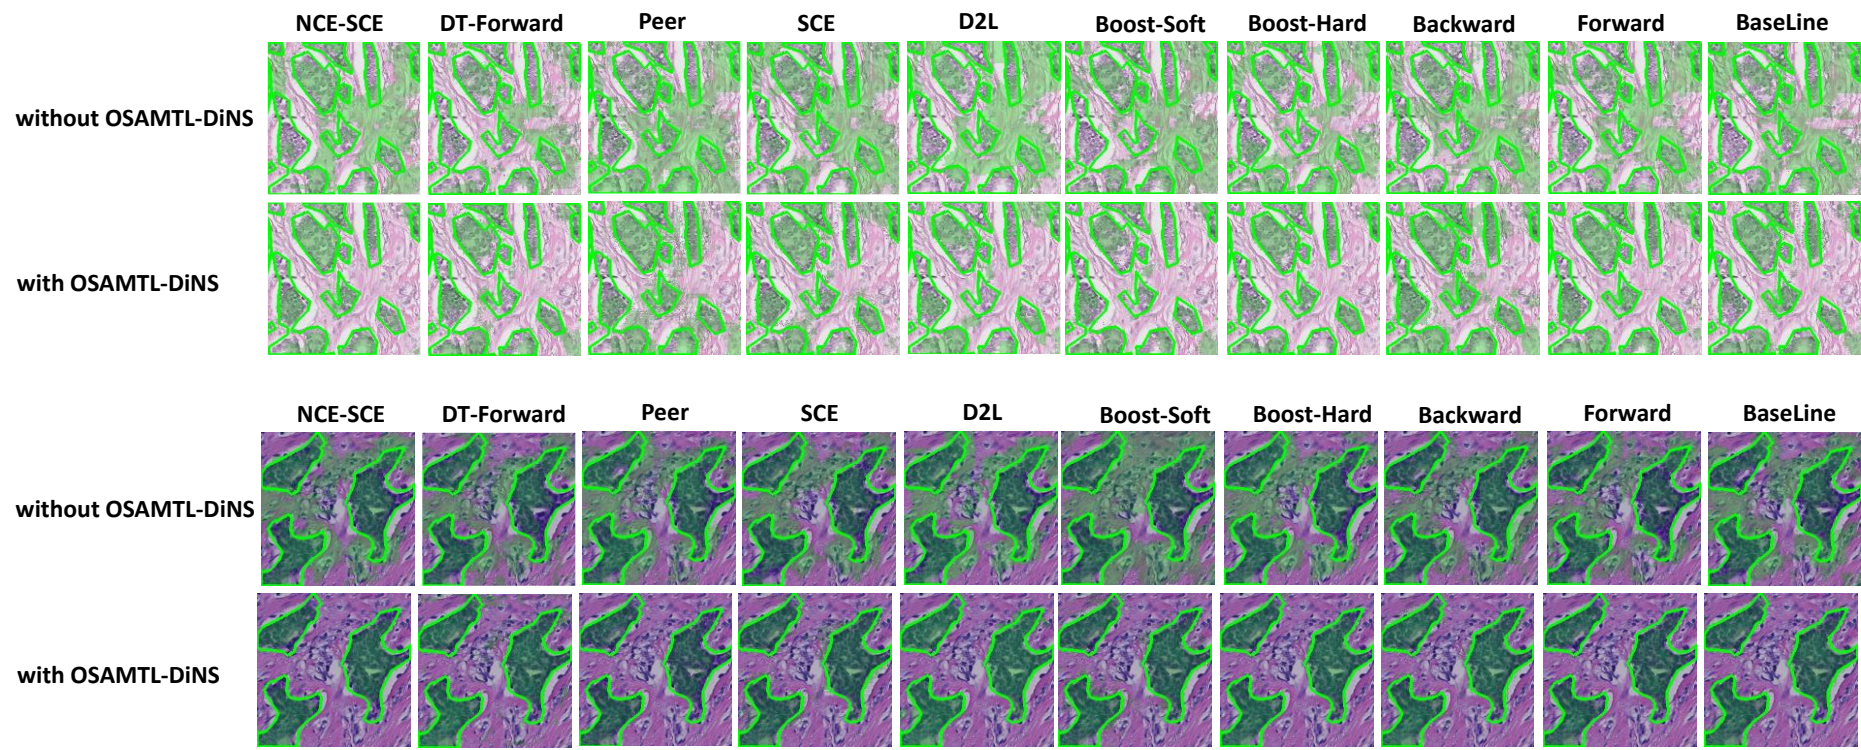 NCE-SCE DT-Forward Peer SCE D2L Boost-Soft Boost-Hard Backward Forward BaseLine
without OSAMTL-DiNS
with OSAMTL-DiNS
NCE-SCE DT-Forward Peer SCE D2L Boost-Soft Boost-Hard Backward Forward BaseLine
without OSAMTL-DiNS
with OSAMTL-DiNS